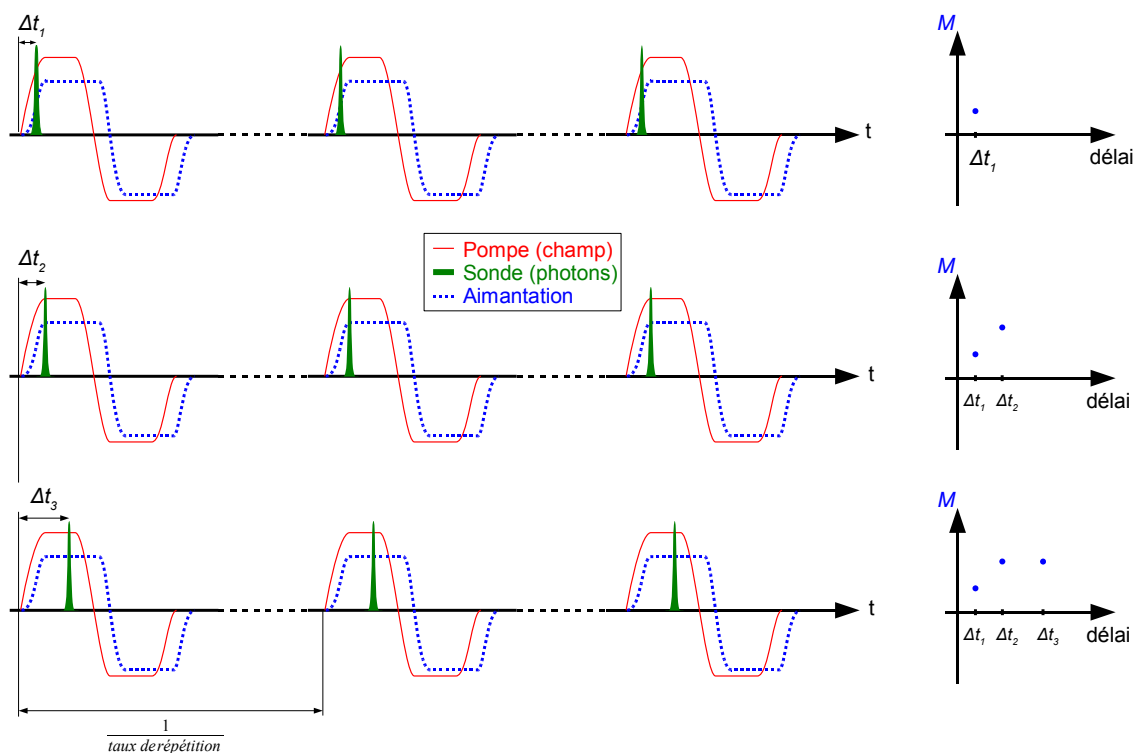 Δt₁
t
M
Δt₁
délai
Pompe (champ)
Sonde (photons)
Aimantation
Δt₂
t
M
Δt₁ Δt₂
délai
Δt₃
t
M
Δt₁ Δt₂ Δt₃
délai
1
taux de répétition